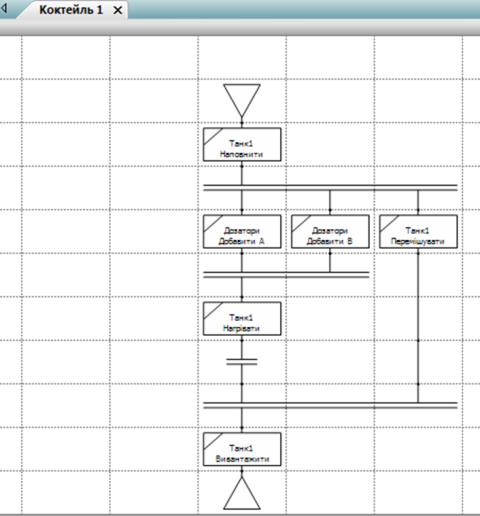 Коктейль 1
Танк1
Наповнити
Дозатори
Добавити A
Дозатори
Добавити B
Танк1
Перемішувати
Танк1
Нагрівати
Танк1
Вивантажити